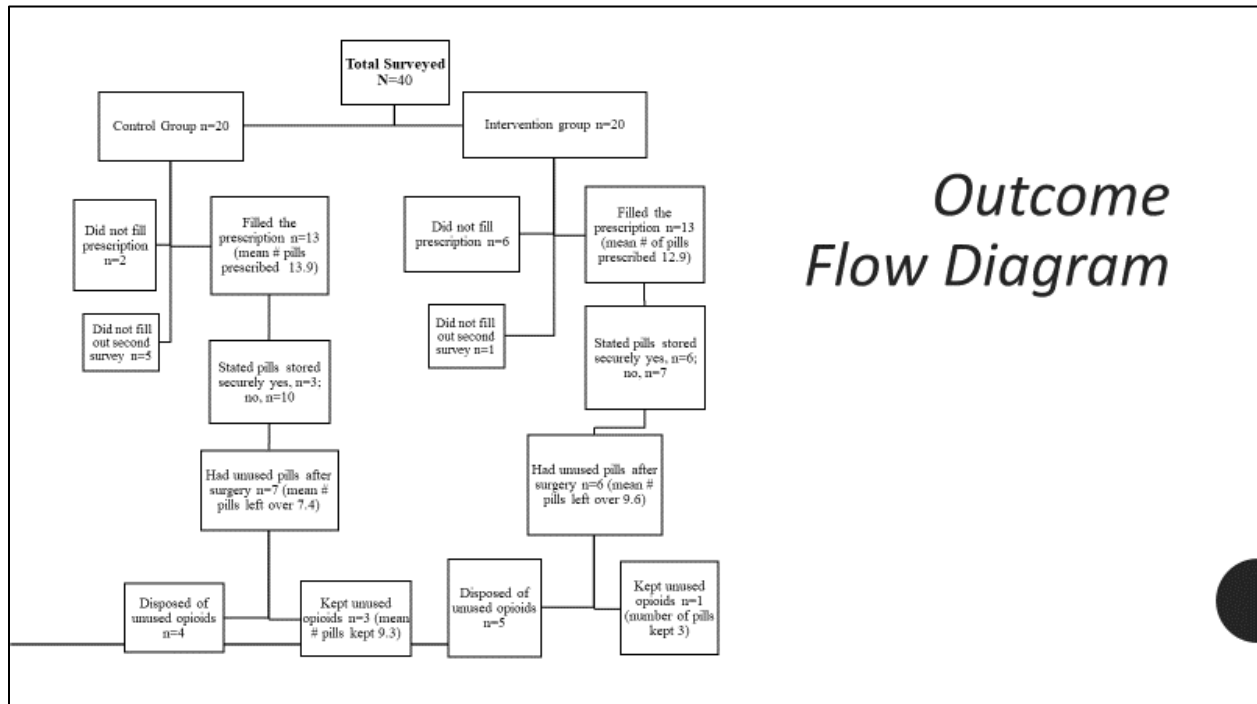 Total Surveyed
N=40
Control Group n=20
Intervention group n=20
Did not fill
prescription
n=2
Filled the
prescription n=13
(mean # pills
prescribed 13.9)
Did not fill
out second
survey n=5
Stated pills stored
securely yes, n=3;
no, n=10
Had unused pills after
surgery n=7 (mean #
pills left over 7.4)
Disposed of
unused opioids
n=4
Kept unused
opioids n=3 (mean
# pills kept 9.3)
Did not fill
prescription n=6
Filled the
prescription n=13
(mean # of pills
prescribed 12.9)
Did not fill
out second
survey n=1
Stated pills stored
securely yes, n=6;
no, n=7
Had unused pills after
surgery n=6 (mean #
pills left over 9.6)
Disposed of
unused opioids
n=5
Kept unused
opioids n=1
(number of pills
kept 3)
Outcome
Flow Diagram